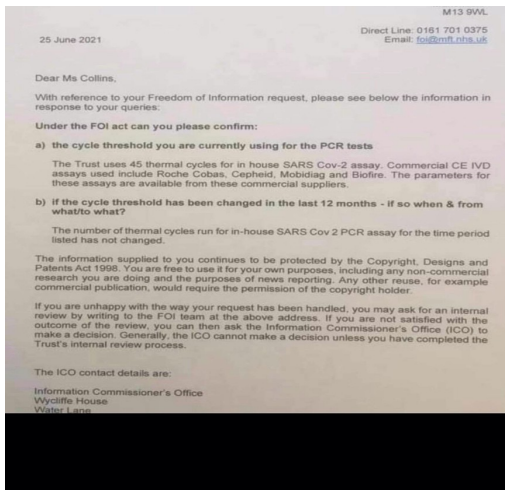 M13 9WL
Direct Line: 0161 701 0375
25 June 2021
Email: foi@mft.nhs.uk
Dear Ms Collins,
With reference to your Freedom of Information request, please see below the information in
response to your queries:
Under the FOI act can you please confirm:
a) the cycle threshold you are currently using for the PCR tests
The Trust uses 45 thermal cycles for in house SARS Cov-2 assay. Commercial CE IVD
assays used include Roche Cobas, Cepheid, Mobidiag and Biofire. The parameters for
these assays are available from these commercial suppliers.
b) if the cycle threshold has been changed in the last 12 months - if so when & from
what/to what?
The number of thermal cycles run for in-house SARS Cov 2 PCR assay for the time period
listed has not changed.
The information supplied to you continues to be protected by the Copyright, Designs and
Patents Act 1998. You are free to use it for your own purposes, including any non-commercial
research you are doing and the purposes of news reporting. Any other reuse, for example
commercial publication, would require the permission of the copyright holder.
If you are unhappy with the way your request has been handled, you may ask for an internal
review by writing to the FOI team at the above address. If you are not satisfied with the
outcome of the review, you can then ask the Information Commissioner's Office (ICO) to
make a decision. Generally, the ICO cannot make a decision unless you have completed the
Trust's internal review process.
The ICO contact details are:
Information Commissioner's Office
Wycliffe House
Water Lane